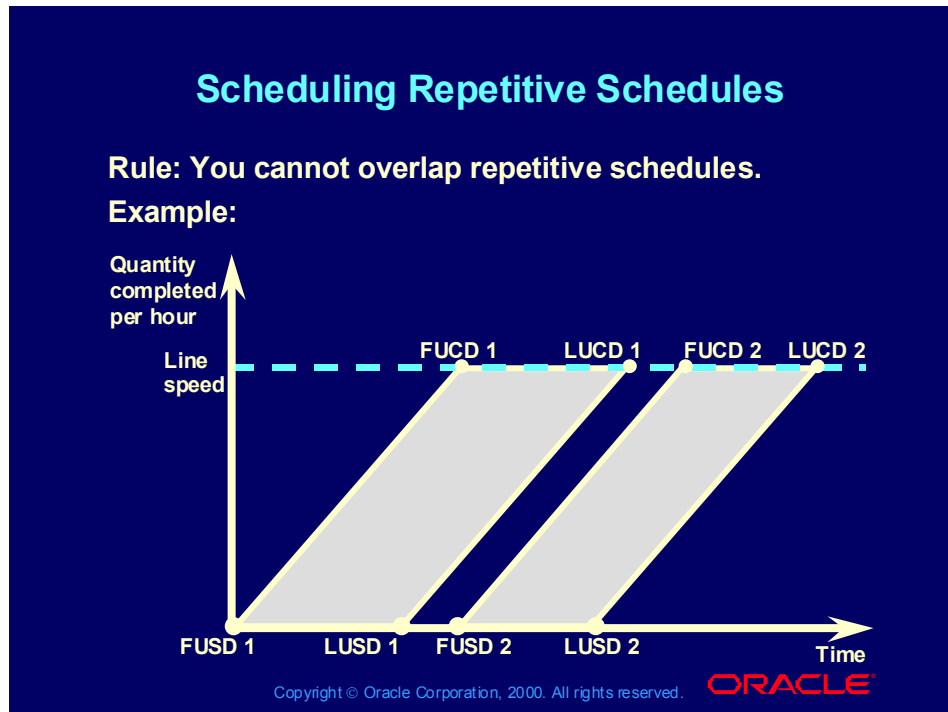 Scheduling Repetitive Schedules
Rule: You cannot overlap repetitive schedules.
Example:
Quantity
completed
per hour
Line
speed
FUCD 1
LUCD 1
FUCD 2
LUCD 2
FUSD 1
LUSD 1
FUSD 2
LUSD 2
Time
Copyright © Oracle Corporation, 2000. All rights reserved.
ORACLE®